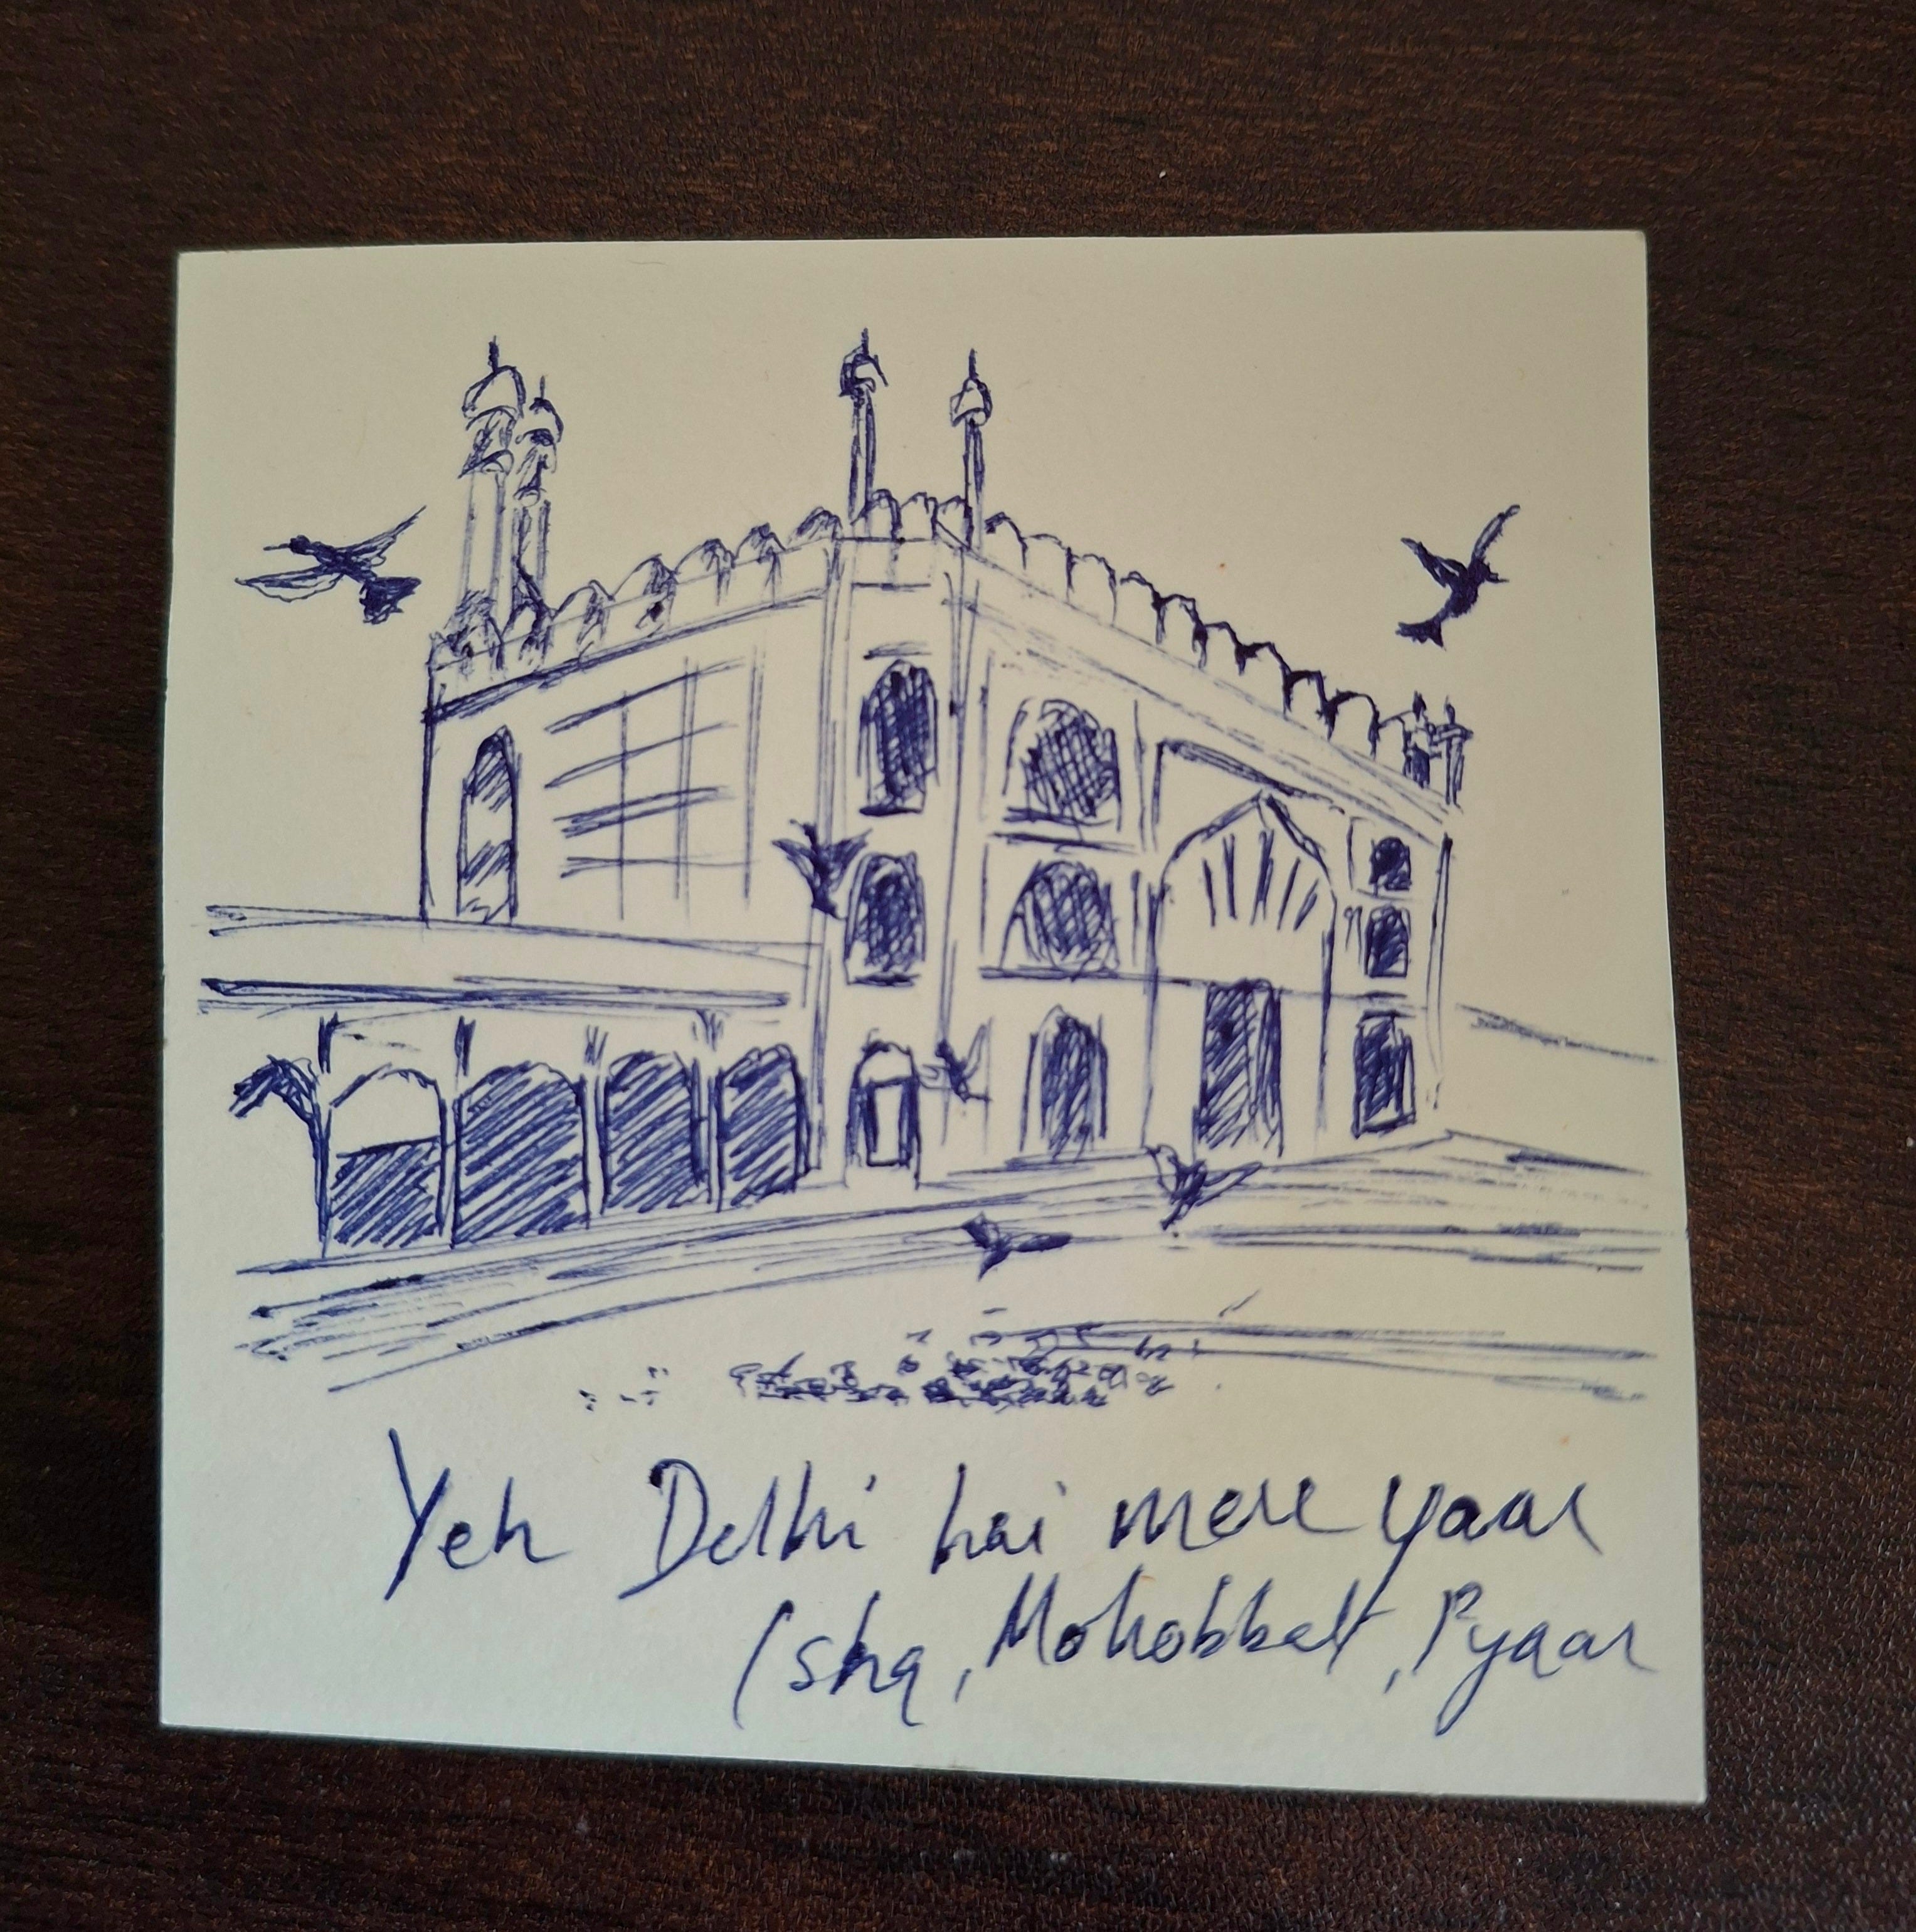 Yeh Delhi hai mere yaar
Ishq, Mohobbat, Pyaar